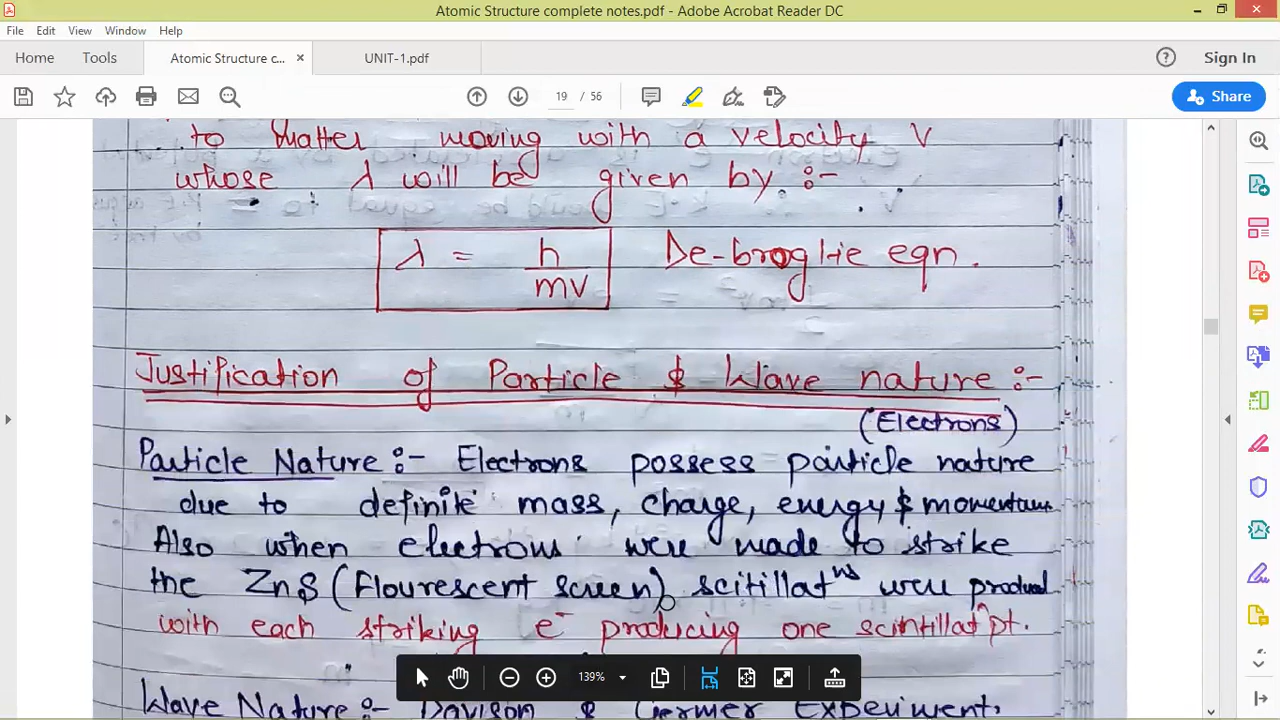 Atomic Structure complete notes.pdf - Adobe Acrobat Reader DC
File Edit View Window Help
Home Tools Atomic Structure c... × UNIT-1.pdf Sign In
19 / 56 Share
to Matter moving with a velocity V
whose λ will be given by :-
λ = h/mV De-broglie eqn.
Justification of Particle & Wave nature :-
(Electrons)
Particle Nature :- Electrons possess particle nature
due to definite mass, charge, energy & momentum
Also when electrons were made to strike
the ZnS (Flourescent screen) scitillatns were produced
with each striking e- producing one scintillatn pt.
139%
Wave Nature :- Davison & Germer Experiment,